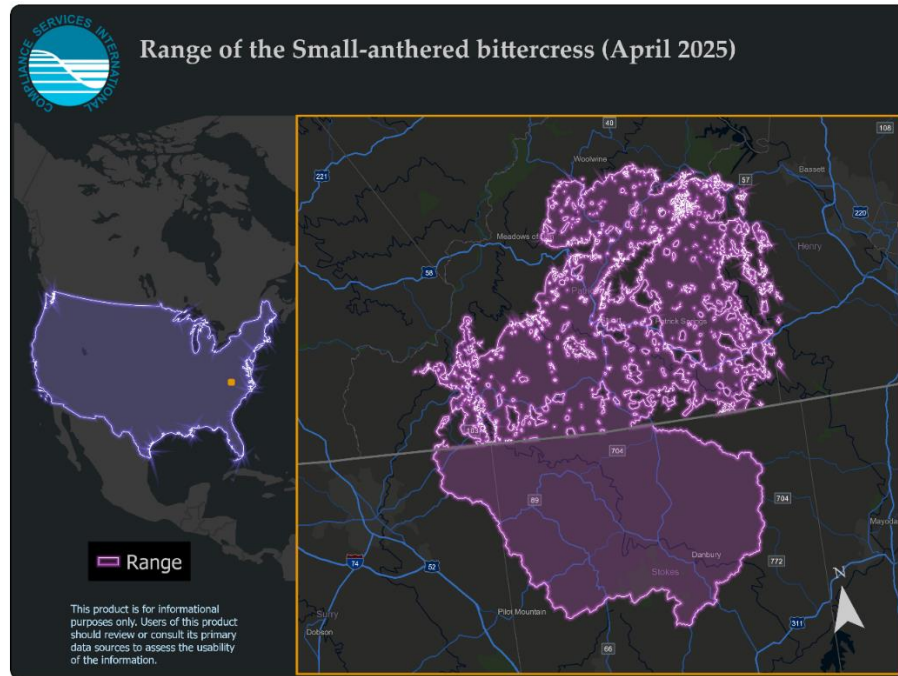 COMPLIANCE SERVICES INTERNATIONAL
Range of the Small-anthered bittercress (April 2025)
40
108
Woolwine
221
57
Bassett
220
Meadows of
Henry
58
Patrick Springs
103
704
89
704
Danbury
Mayodan
772
Stokes
74
52
N
Pilot Mountain
311
Surry
Dobson
66
Range
This product is for informational
purposes only. Users of this product
should review or consult its primary
data sources to assess the usability
of the information.